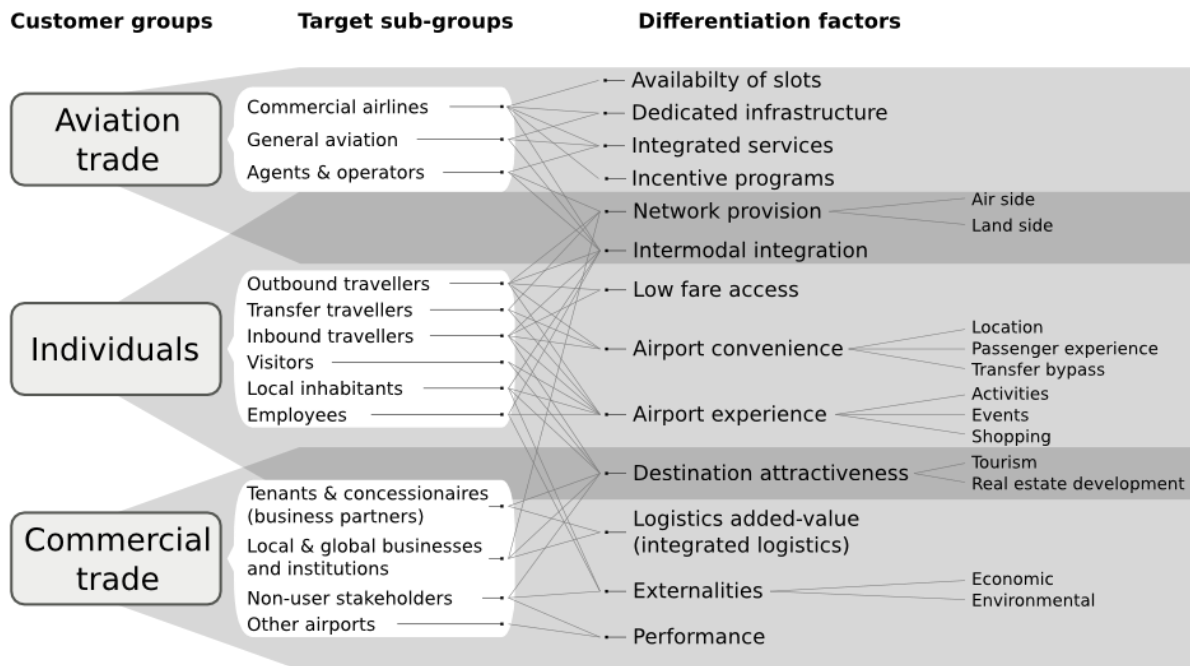 Customer groups
Target sub-groups
Differentiation factors
Aviation
trade
Commercial airlines
General aviation
Agents & operators
Availabilty of slots
Dedicated infrastructure
Integrated services
Incentive programs
Network provision
Air side
Land side
Intermodal integration
Individuals
Outbound travellers
Transfer travellers
Inbound travellers
Visitors
Local inhabitants
Employees
Low fare access
Airport convenience
Location
Passenger experience
Transfer bypass
Airport experience
Activities
Events
Shopping
Destination attractiveness
Tourism
Real estate development
Commercial
trade
Tenants & concessionaires
(business partners)
Local & global businesses
and institutions
Non-user stakeholders
Other airports
Logistics added-value
(integrated logistics)
Externalities
Economic
Environmental
Performance